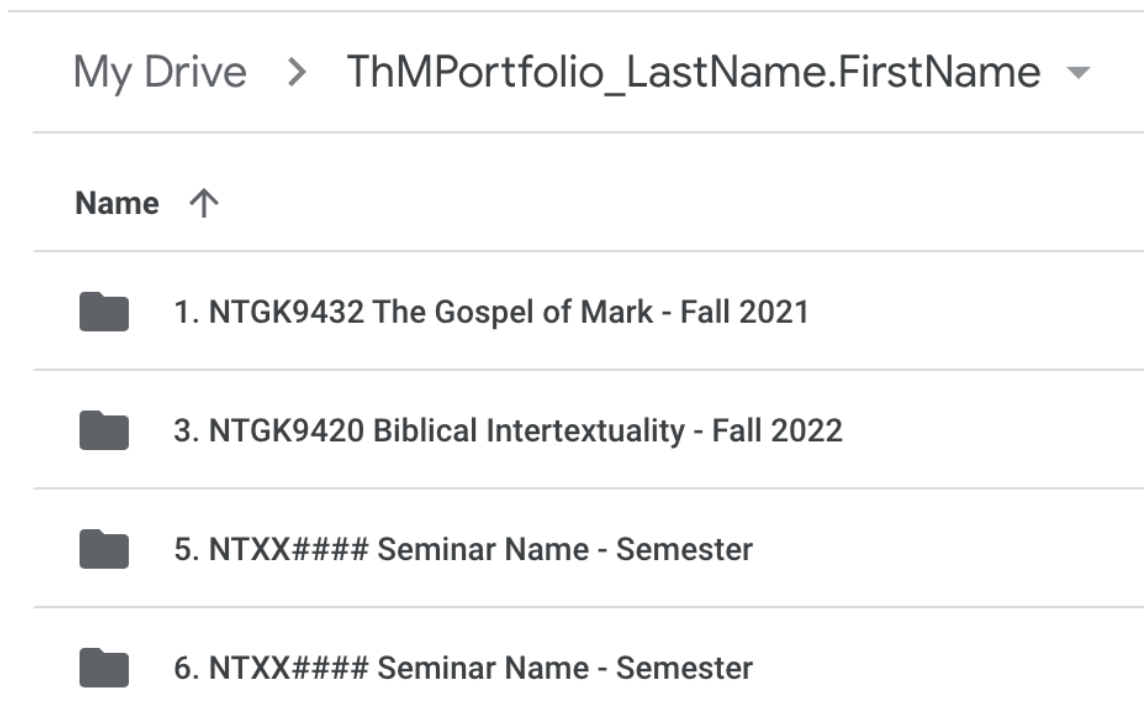 My Drive > ThMPortfolio_LastName.FirstName
Name
1. NTGK9432 The Gospel of Mark - Fall 2021
3. NTGK9420 Biblical Intertextuality - Fall 2022
5. NTXX#### Seminar Name - Semester
6. NTXX#### Seminar Name - Semester